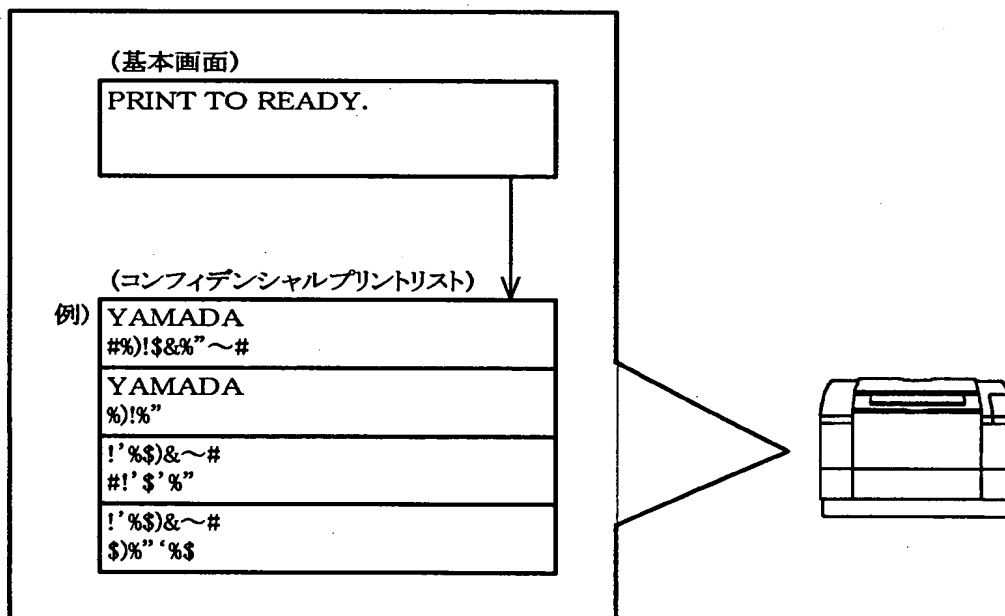 (基本画面)
PRINT TO READY.
(コンフィデンシャルプリントリスト)
例)
YAMADA
#%)!$&%”～#
YAMADA
%)!%”
!’%$)&～#
#!’$’%”
!’%$)&～#
$)%”‘%$